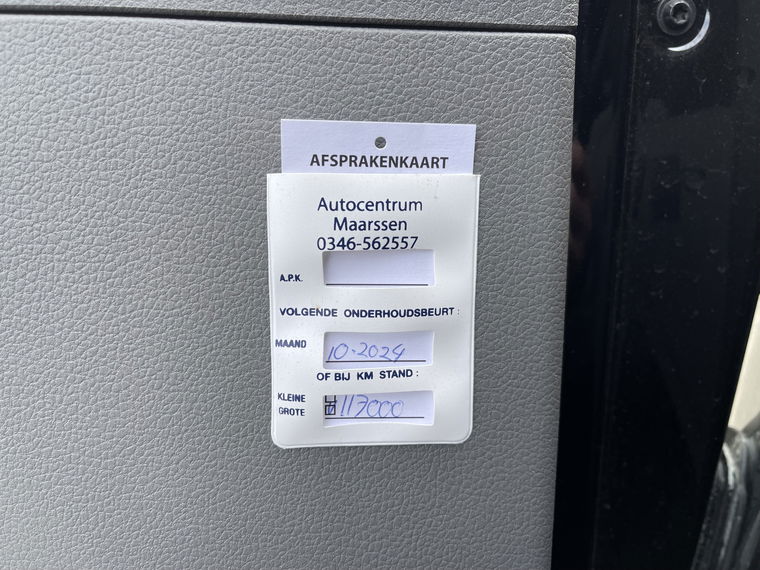 AFSPRAKENKAART
Autocentrum
Maarssen
0346-562557
A.P.K.
VOLGENDE ONDERHOUDSBEURT:
MAAND 10-2024
OF BIJ KM STAND:
KLEINE
GROTE 117000